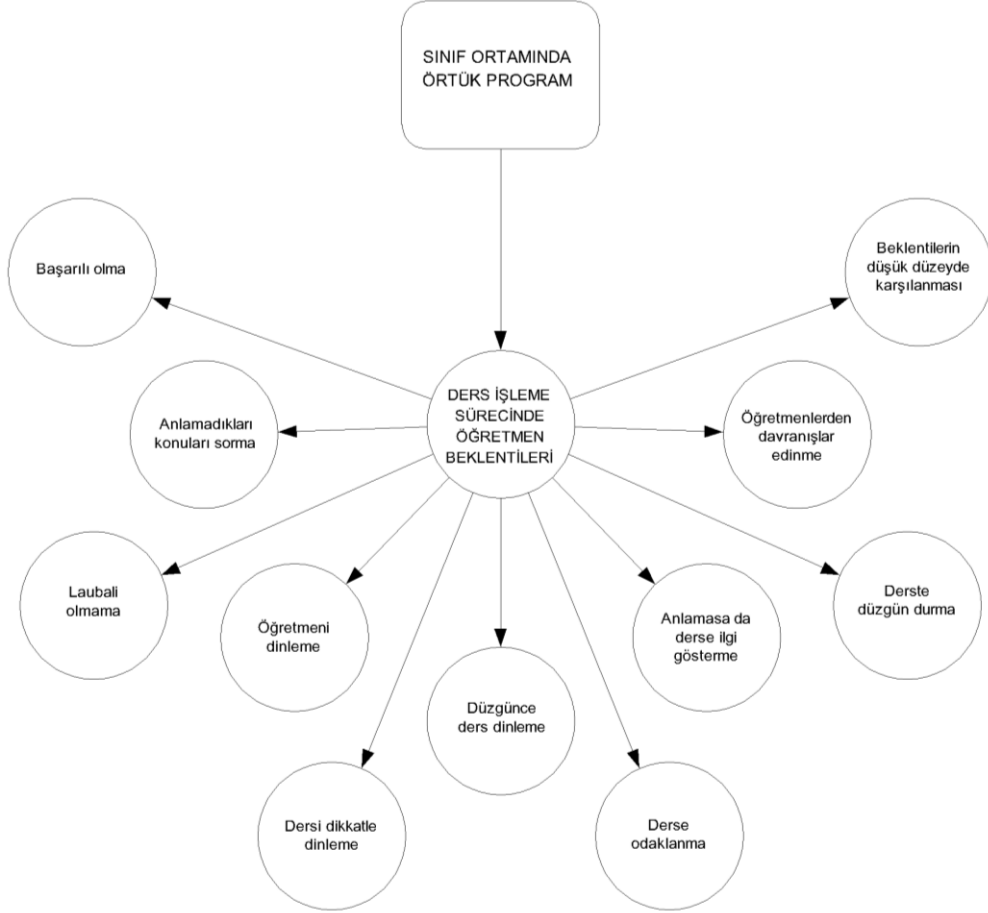 SINIF ORTAMINDA
ÖRTÜK PROGRAM
Başarılı olma
Beklentilerin
düşük düzeyde
karşılanması
DERS İŞLEME
SÜRECİNDE
ÖĞRETMEN
BEKLENTİLERİ
Anlamadıkları
konuları sorma
Öğretmenlerden
davranışlar
edinme
Laubali
olmama
Öğretmeni
dinleme
Anlamasa da
derse ilgi
gösterme
Derste
düzgün durma
Düzgünce
ders dinleme
Dersi dikkatle
dinleme
Derse
odaklanma